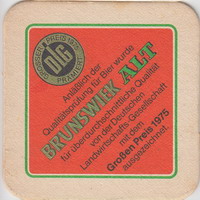 GROSSER PREIS 1975
DLG
PRÄMIERT
Anläßlich der
Qualitätsprüfung für Bier wurde
BRUNSWIEK ALT
für überdurchschnittliche Qualität
von der Deutschen
Landwirtschafts-Gesellschaft
mit dem
Großen Preis 1975
ausgezeichnet.